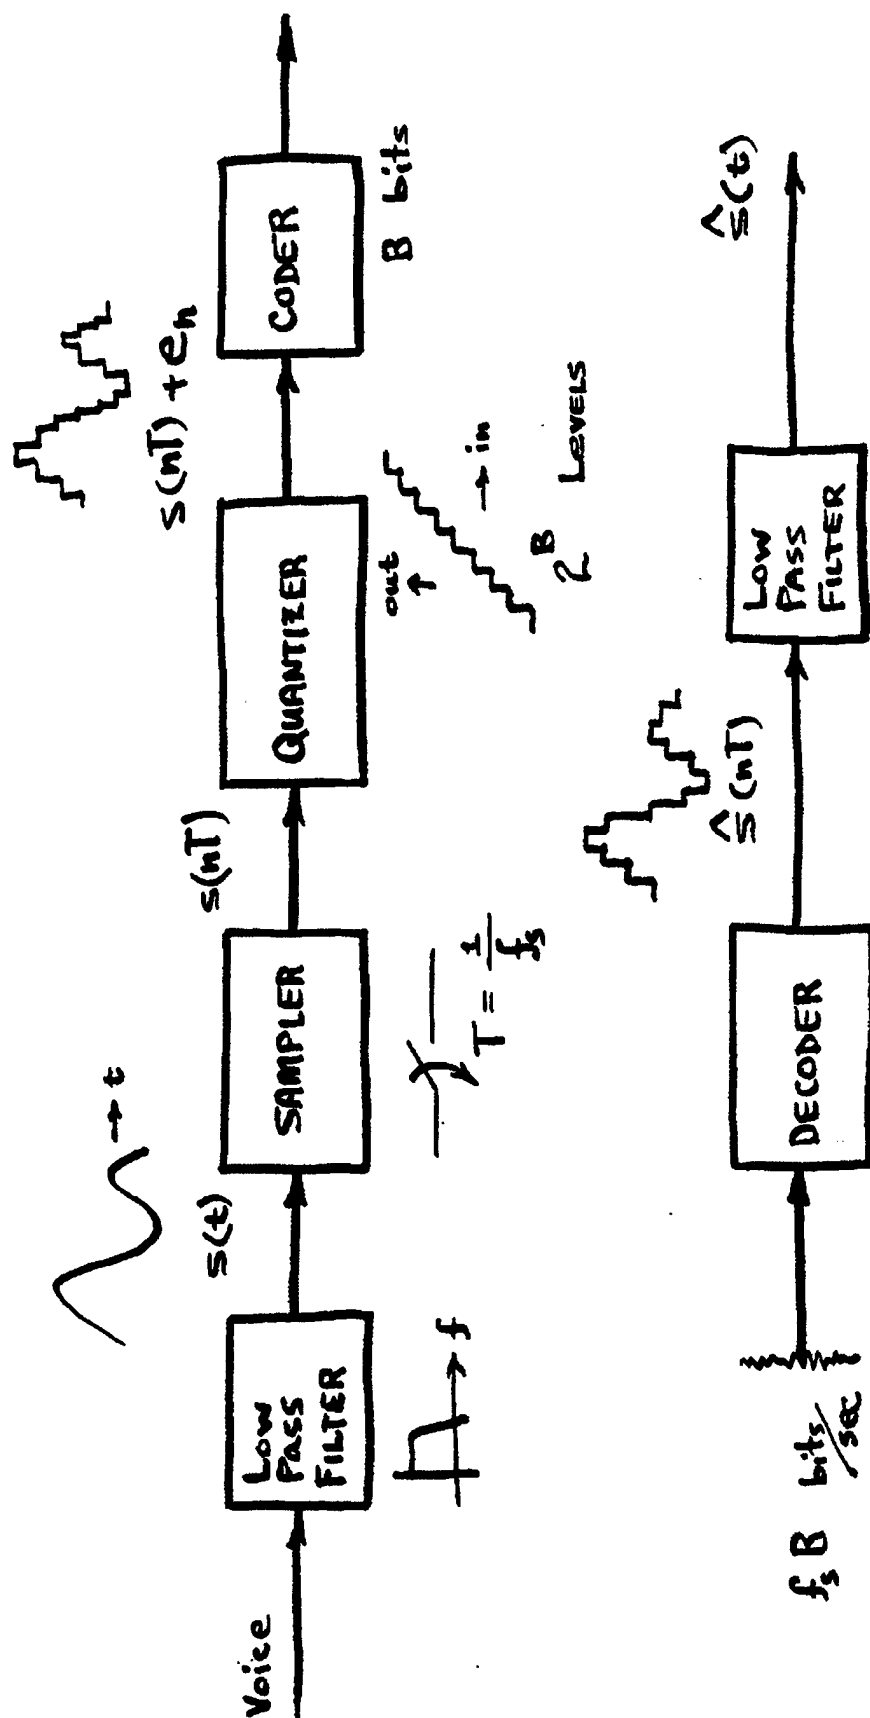 Voice
LOW
PASS
FILTER
→ f
s(t)
→ t
SAMPLER
T = 1/fs
s(nT)
QUANTIZER
out
↑
→ in
2^B LEVELS
s(nT) + en
CODER
B bits
fs B bits/sec
DECODER
ŝ(nT)
LOW
PASS
FILTER
ŝ(t)